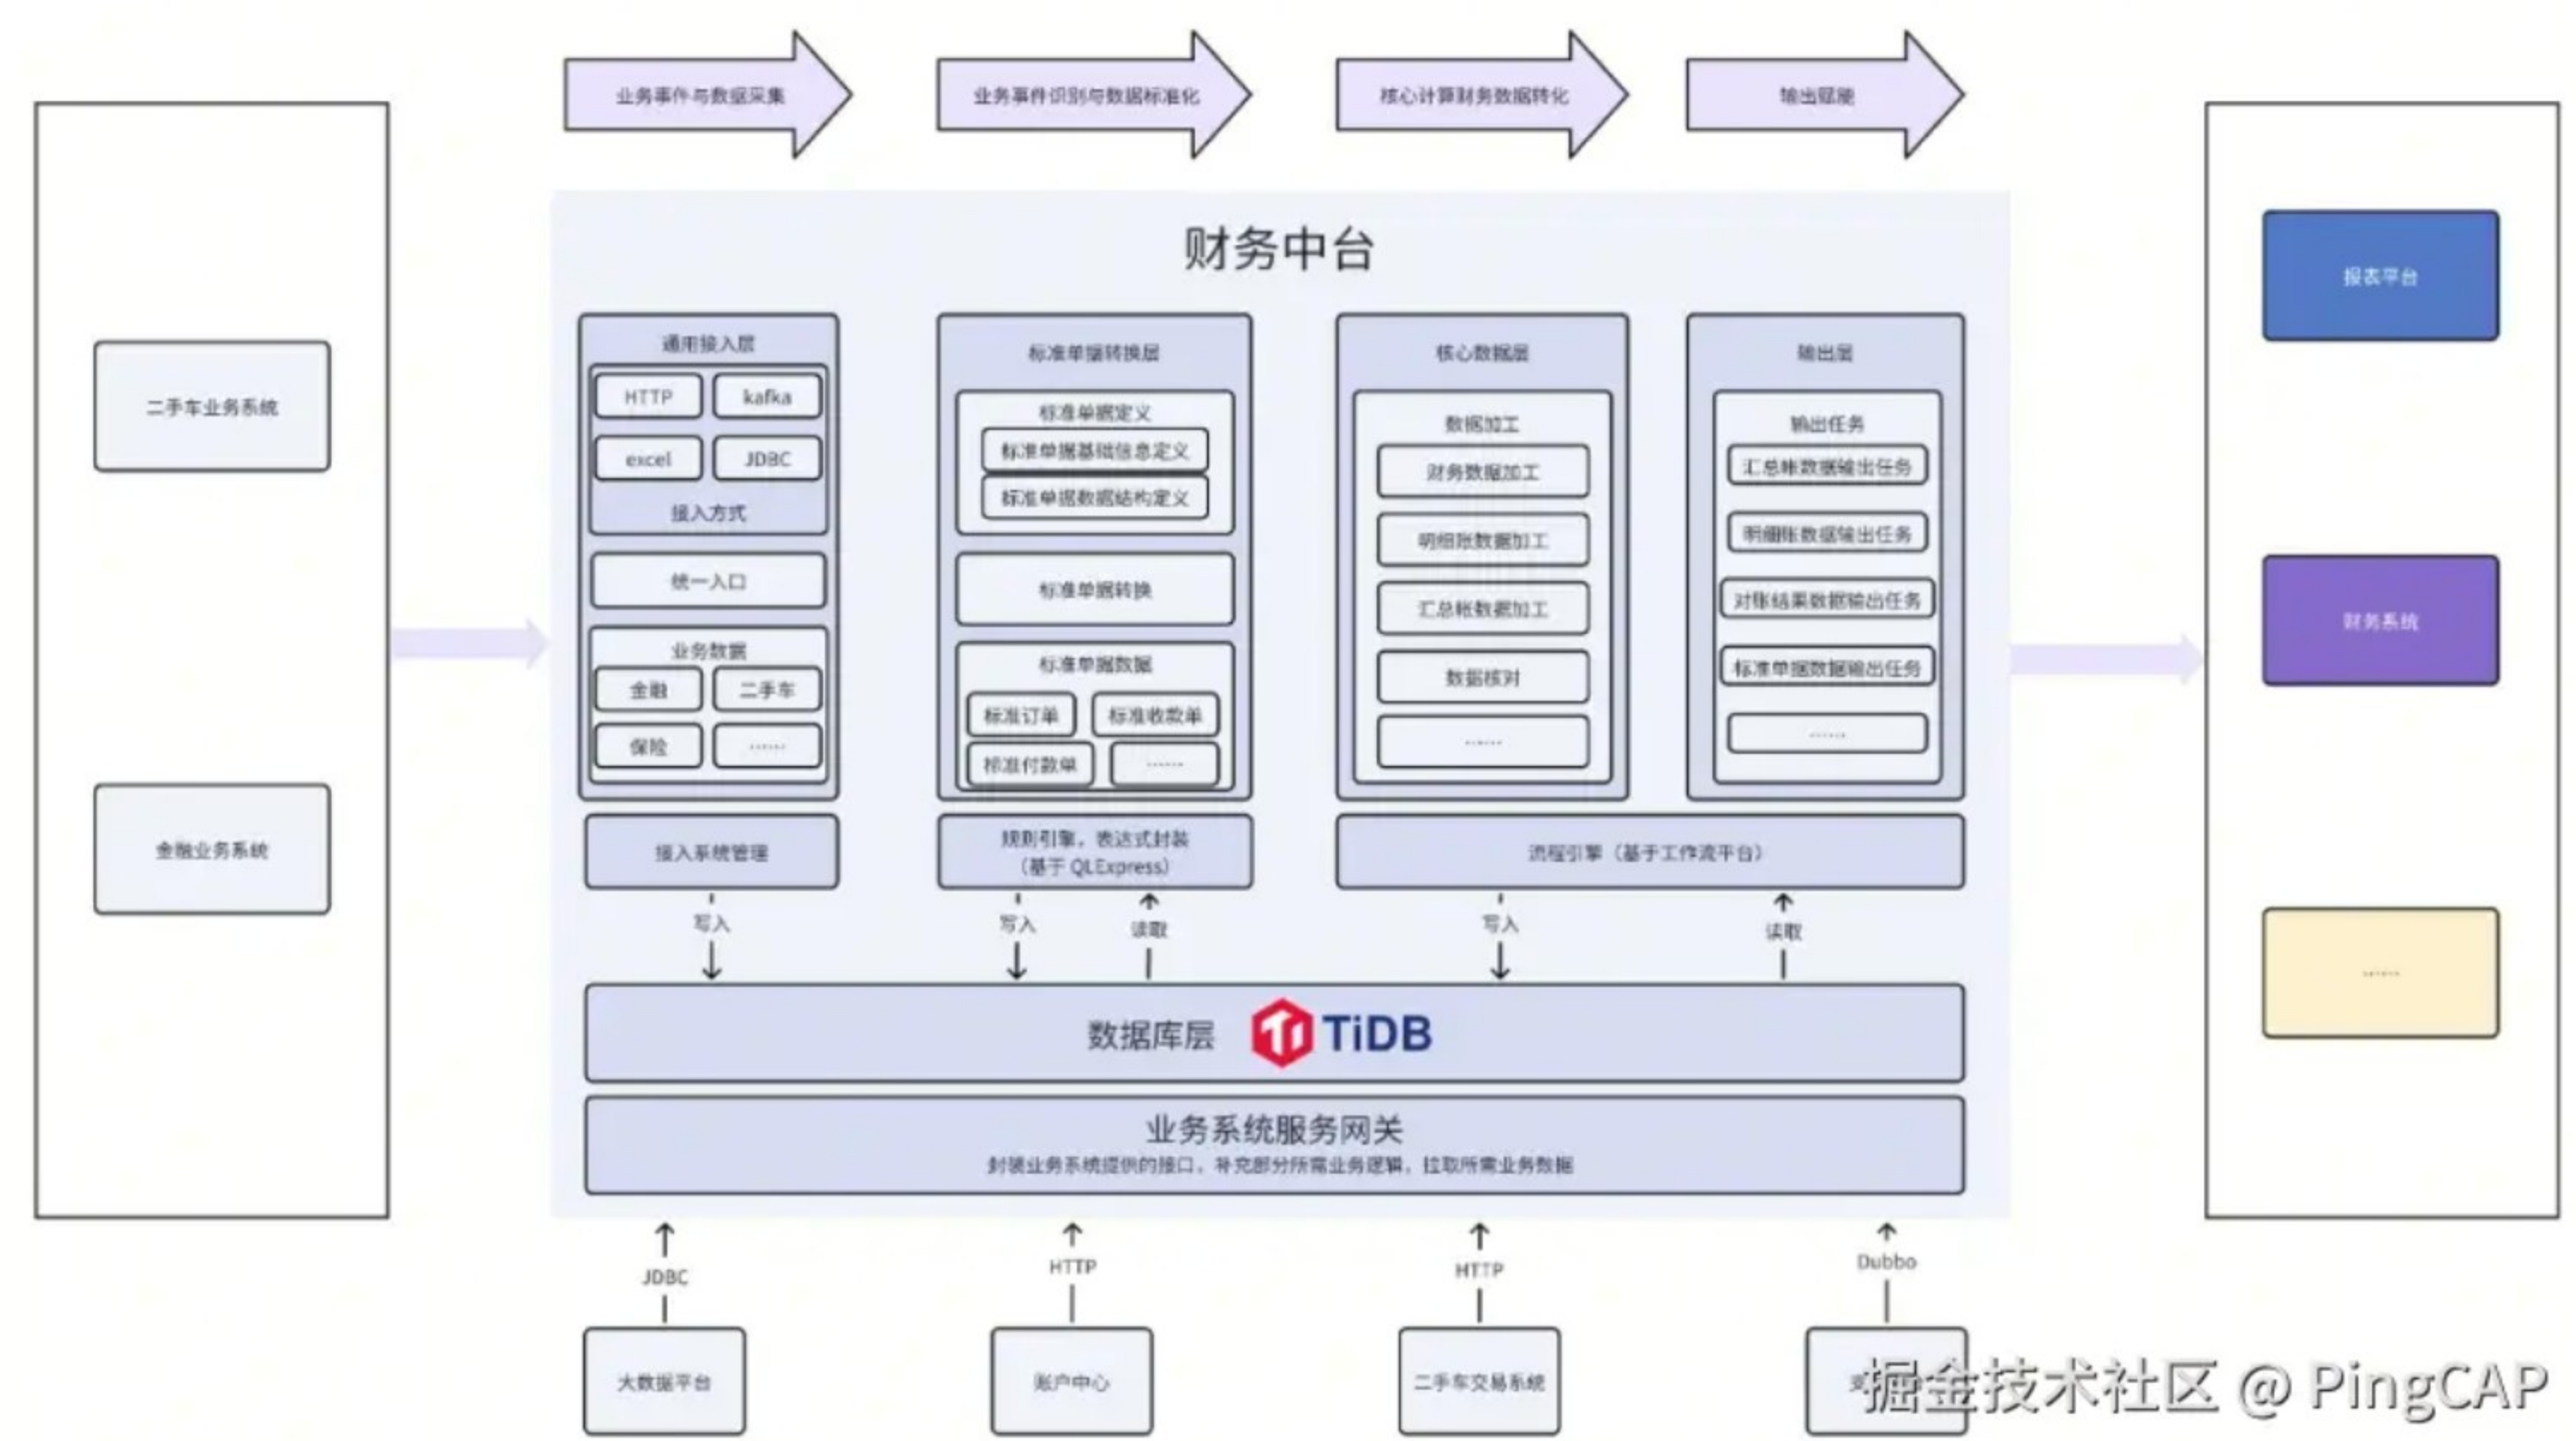 业务事件与数据采集
业务事件识别与数据标准化
核心计算财务数据转化
输出赋能
财务中台
二手车业务系统
金融业务系统
通用接入层
HTTP
kafka
excel
JDBC
接入方式
统一入口
业务数据
金融
二手车
保险
……
接入系统管理
标准单据转换层
标准单据定义
标准单据基础信息定义
标准单据数据结构定义
标准单据转换
标准单据数据
标准订单
标准收款单
标准付款单
……
规则引擎，表达式封装
（基于 QLExpress）
核心数据层
数据加工
财务数据加工
明细账数据加工
汇总帐数据加工
数据核对
……
输出层
输出任务
汇总帐数据输出任务
明细账数据输出任务
对账结果数据输出任务
标准单据数据输出任务
……
流程引擎（基于工作流平台）
写入
写入
读取
写入
读取
数据库层
TiDB
业务系统服务网关
封装业务系统提供的接口，补充部分所需业务逻辑，拉取所需业务数据
JDBC
HTTP
HTTP
Dubbo
大数据平台
账户中心
二手车交易系统
报表平台
财务系统
……
掘金技术社区 @ PingCAP